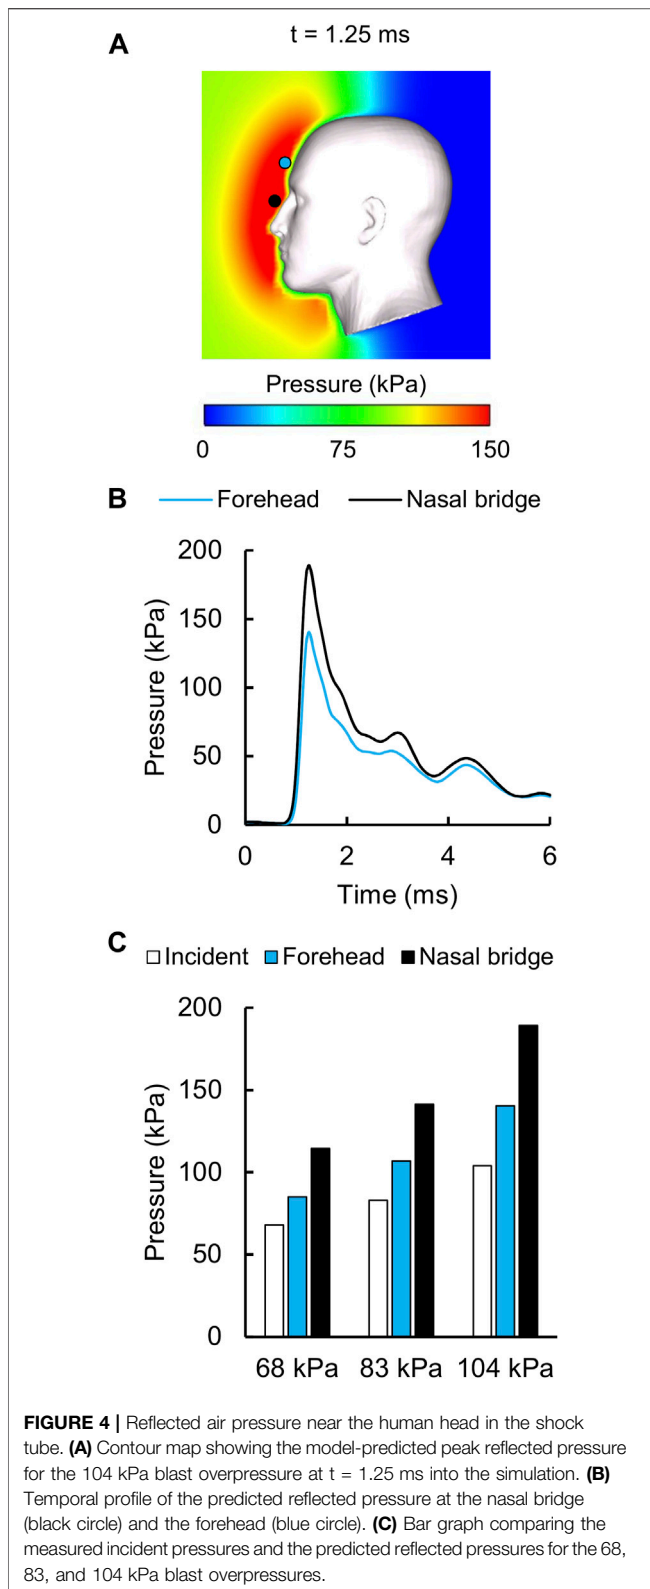 A
t = 1.25 ms
Pressure (kPa)
0 75 150
B
Forehead Nasal bridge
200
150
100
50
0
Pressure (kPa)
0 2 4 6
Time (ms)
C
Incident Forehead Nasal bridge
200
150
100
50
0
Pressure (kPa)
68 kPa 83 kPa 104 kPa
FIGURE 4 | Reflected air pressure near the human head in the shock
tube. (A) Contour map showing the model-predicted peak reflected pressure
for the 104 kPa blast overpressure at t = 1.25 ms into the simulation. (B)
Temporal profile of the predicted reflected pressure at the nasal bridge
(black circle) and the forehead (blue circle). (C) Bar graph comparing the
measured incident pressures and the predicted reflected pressures for the 68,
83, and 104 kPa blast overpressures.